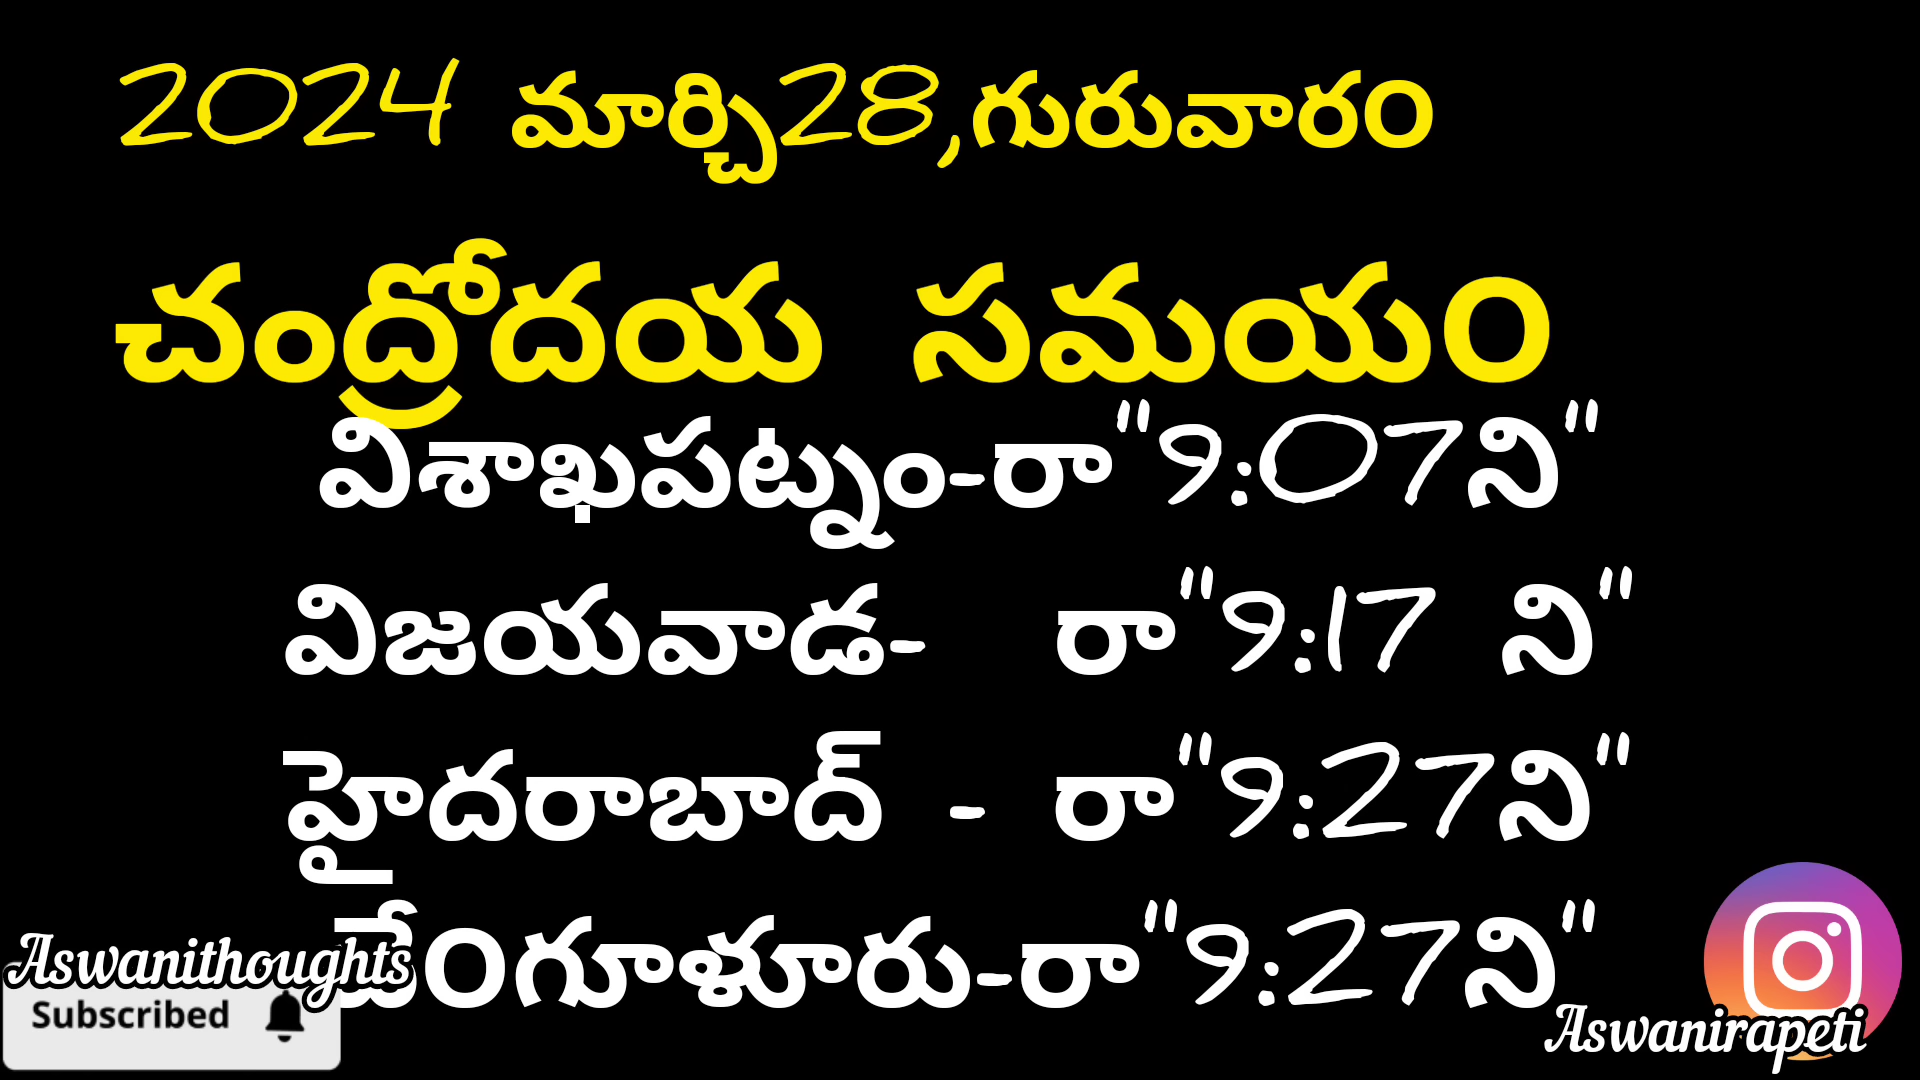 2024 మార్చి28,గురువారం
చంద్రోదయ సమయం
విశాఖపట్నం-రా"9:07ని"
విజయవాడ- రా"9:17 ని"
హైదరాబాద్ - రా"9:27ని"
బేంగూళూరు-రా"9:27ని"
Aswanithoughts
Subscribed
Aswanirapeti